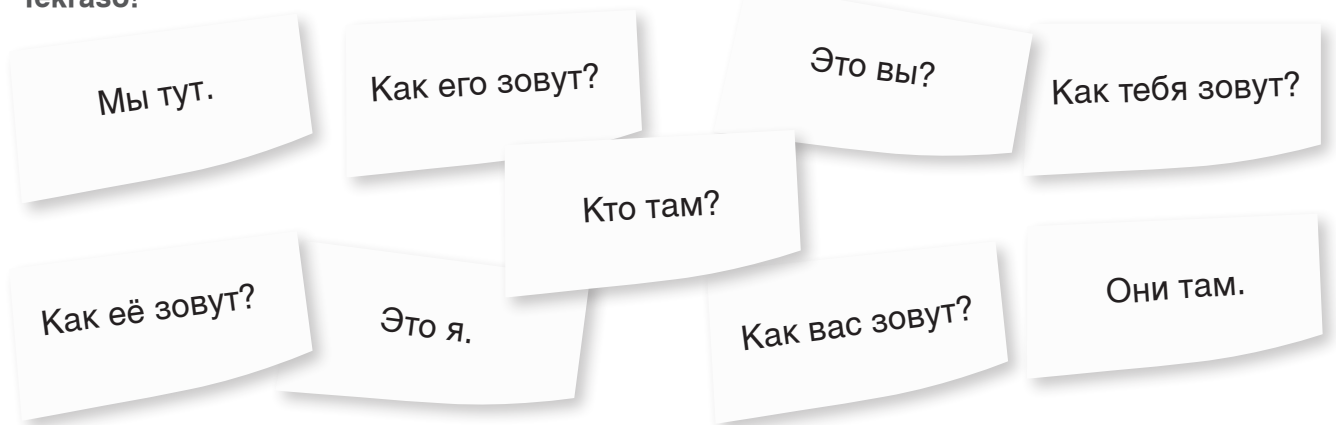 Мы тут.
Как его зовут?
Это вы?
Как тебя зовут?
Кто там?
Как её зовут?
Это я.
Как вас зовут?
Они там.